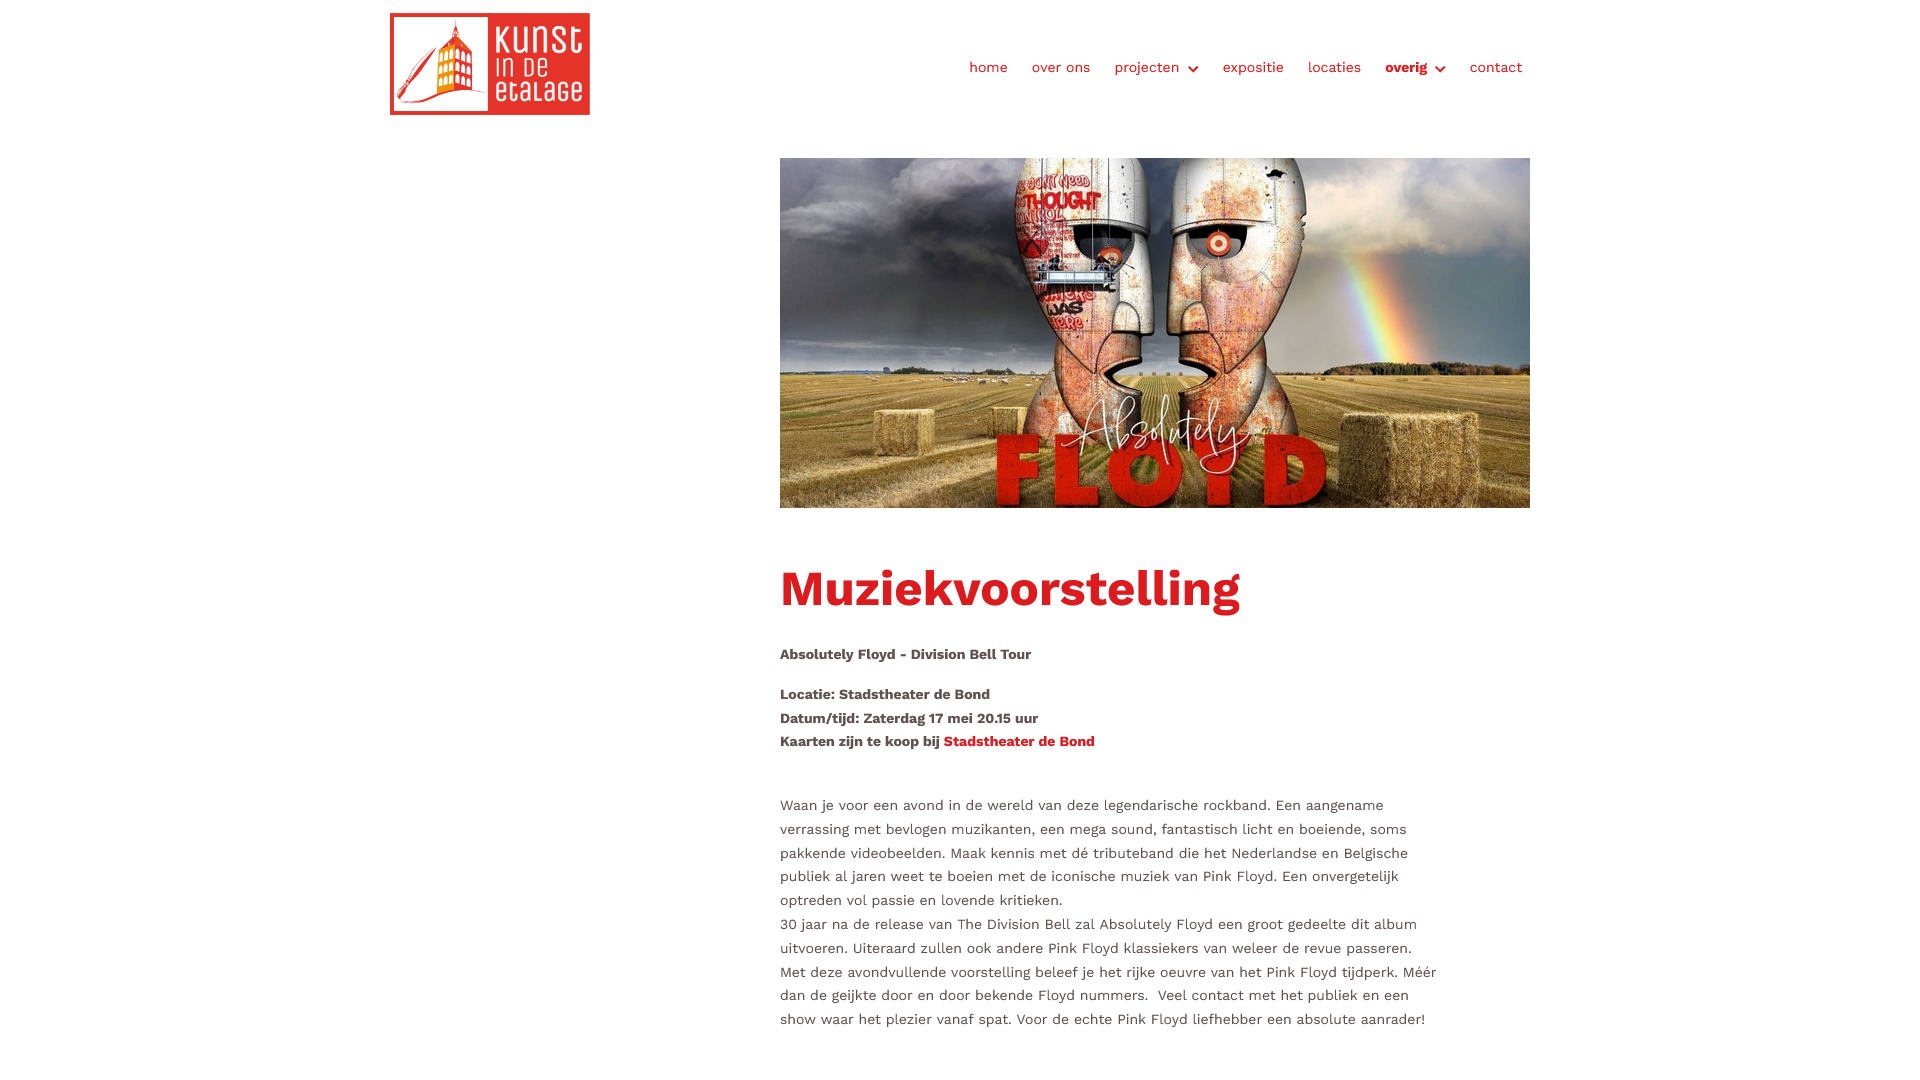 KUNST
IN DE
ETALAGE
home over ons projecten expositie locaties overig contact
DON'T NEED
THOUGHT
CONTROL
WAS
HERE
Absolutely
FLOYD
Muziekvoorstelling
Absolutely Floyd - Division Bell Tour
Locatie: Stadstheater de Bond
Datum/tijd: Zaterdag 17 mei 20.15 uur
Kaarten zijn te koop bij Stadstheater de Bond
Waan je voor een avond in de wereld van deze legendarische rockband. Een aangename
verrassing met bevlogen muzikanten, een mega sound, fantastisch licht en boeiende, soms
pakkende videobeelden. Maak kennis met dé tributeband die het Nederlandse en Belgische
publiek al jaren weet te boeien met de iconische muziek van Pink Floyd. Een onvergetelijk
optreden vol passie en lovende kritieken.
30 jaar na de release van The Division Bell zal Absolutely Floyd een groot gedeelte dit album
uitvoeren. Uiteraard zullen ook andere Pink Floyd klassiekers van weleer de revue passeren.
Met deze avondvullende voorstelling beleef je het rijke oeuvre van het Pink Floyd tijdperk. Méér
dan de geijkte door en door bekende Floyd nummers.  Veel contact met het publiek en een
show waar het plezier vanaf spat. Voor de echte Pink Floyd liefhebber een absolute aanrader!